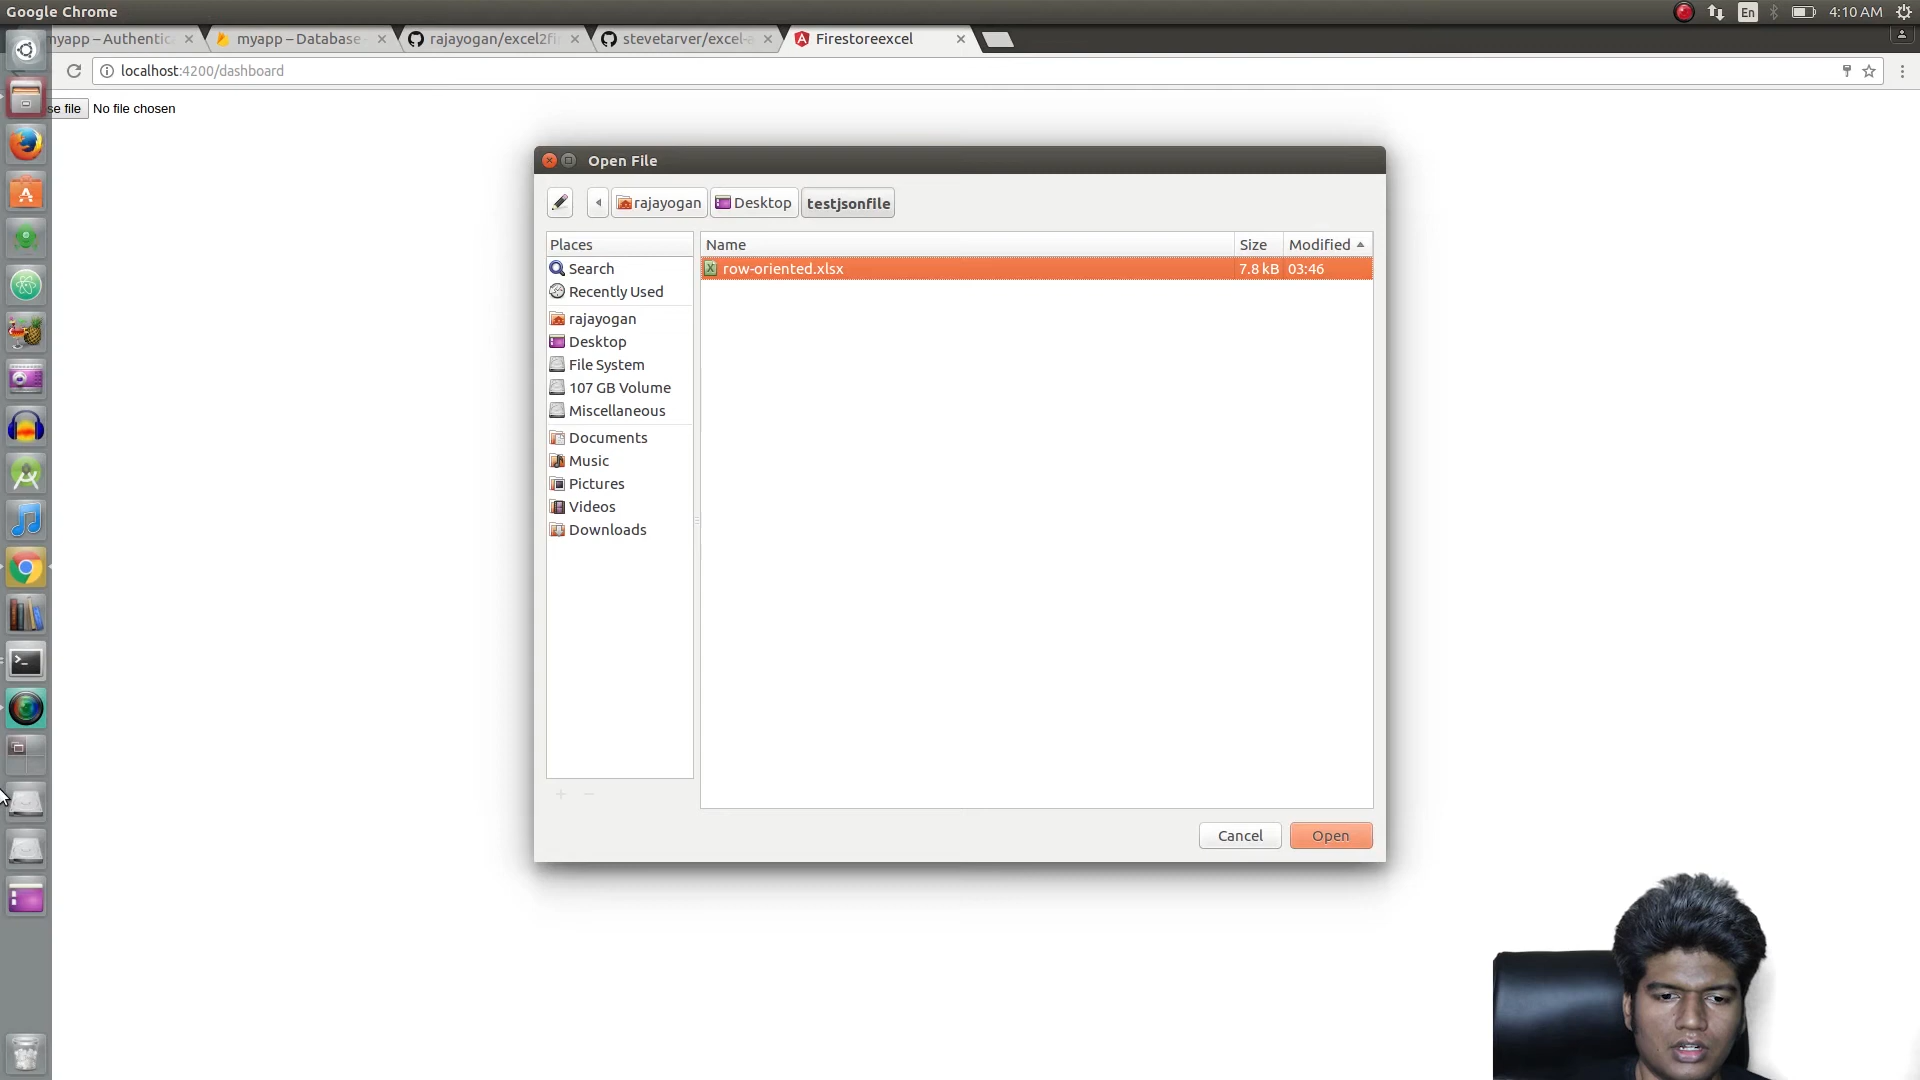 Google Chrome
En
4:10 AM
myapp – Authentic
myapp – Database
rajayogan/excel2fi
stevetarver/excel-
Firestoreexcel
localhost:4200/dashboard
se file No file chosen
Open File
rajayogan
Desktop
testjsonfile
Places
Name
Size
Modified
Search
row-oriented.xlsx
7.8 kB
03:46
Recently Used
rajayogan
Desktop
File System
107 GB Volume
Miscellaneous
Documents
Music
Pictures
Videos
Downloads
Cancel
Open